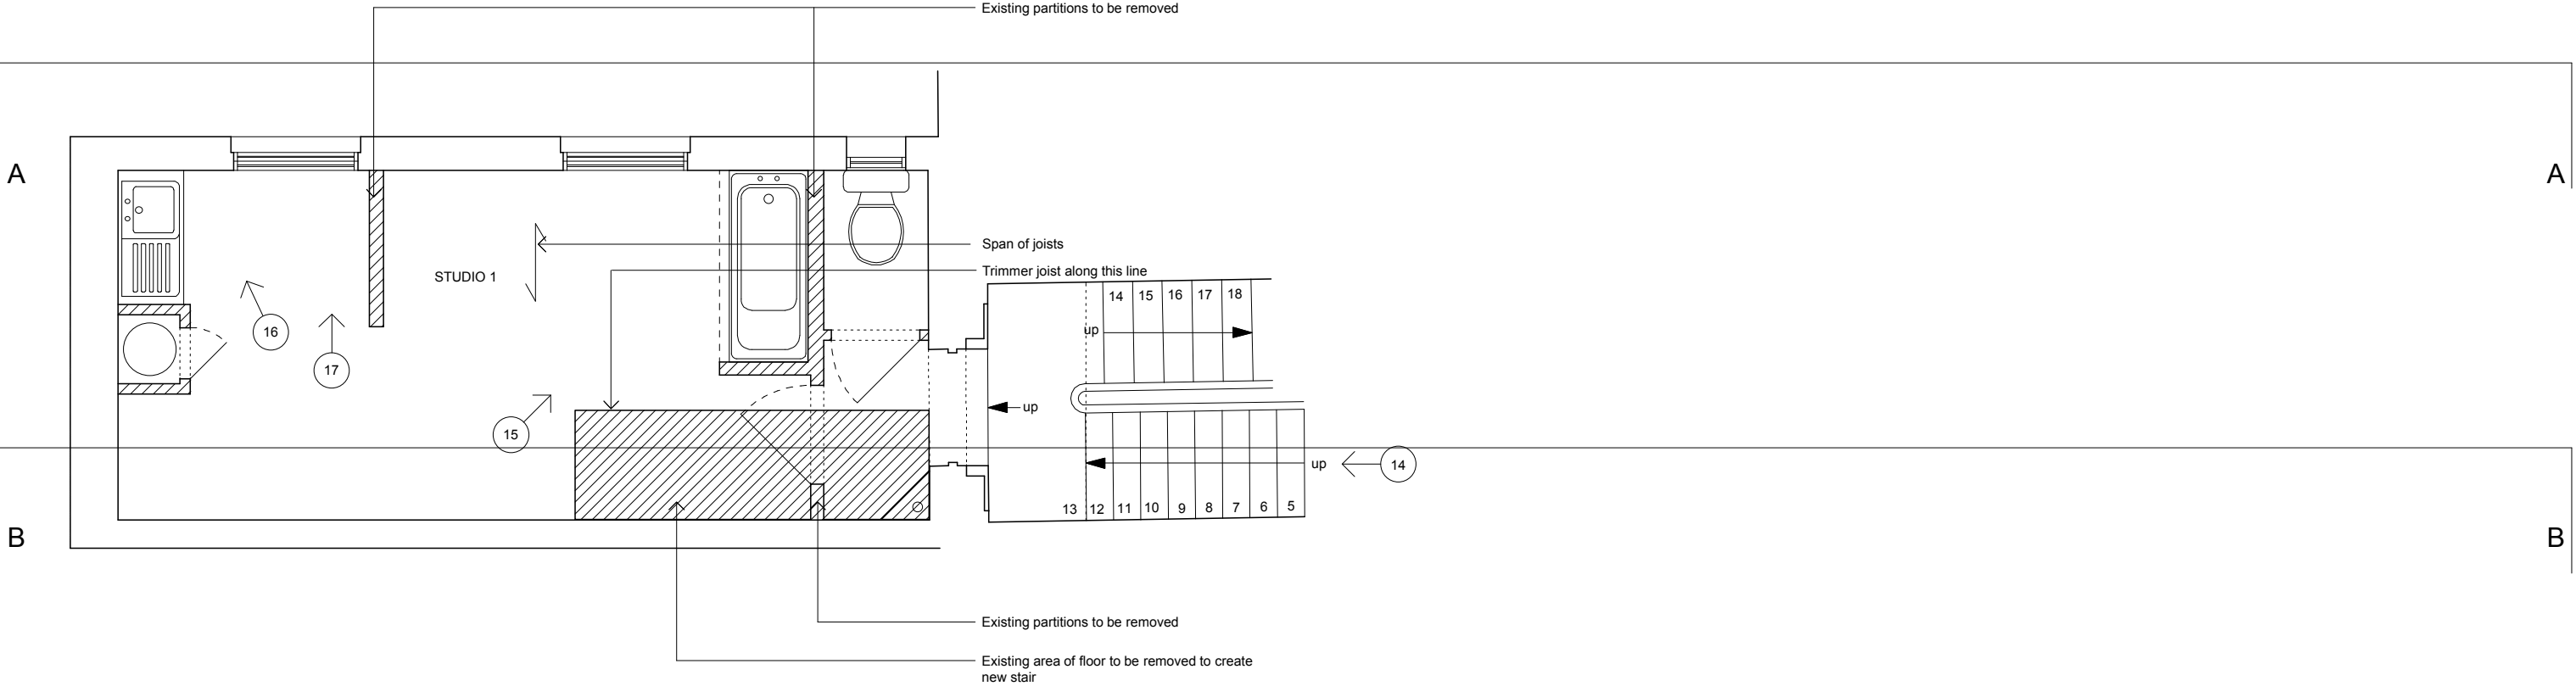 Existing partitions to be removed
A
A
Span of joists
Trimmer joist along this line
STUDIO 1
14 15 16 17 18
up
16
17
up
15
up
14
13 12 11 10 9 8 7 6 5
B
B
Existing partitions to be removed
Existing area of floor to be removed to create
new stair